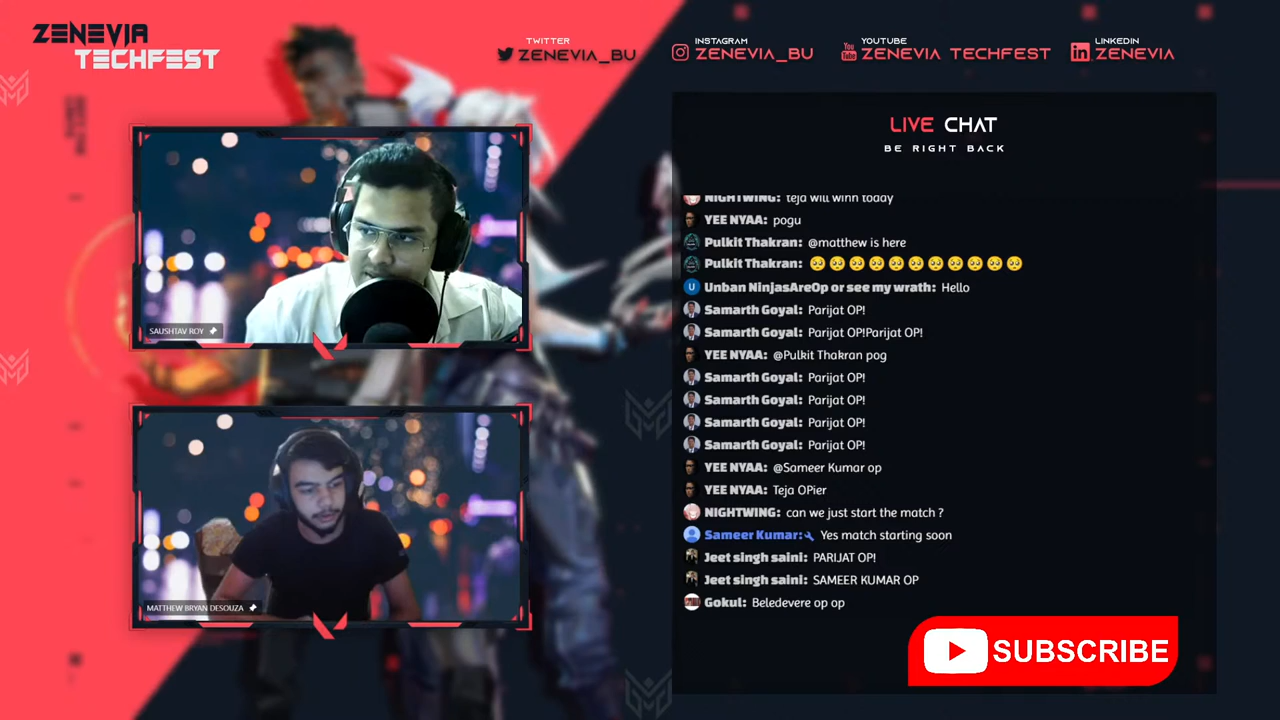 ZENEVIA
TECHFEST
TWITTER
ZENEVIA_BU
INSTAGRAM
ZENEVIA_BU
YOUTUBE
You Tube
ZENEVIA TECHFEST
LINKEDIN
in
ZENEVIA
SAUSHTAV ROY
MATTHEW BRYAN DESOUZA
LIVE CHAT
BE RIGHT BACK
NIGHTWING: teja will winn today
YEE NYAA: pogu
Pulkit Thakran: @matthew is here
Pulkit Thakran: 🥺🥺🥺🥺🥺🥺🥺🥺🥺🥺🥺
U Unban NinjasAreOp or see my wrath: Hello
Samarth Goyal: Parijat OP!
Samarth Goyal: Parijat OP!Parijat OP!
YEE NYAA: @Pulkit Thakran pog
Samarth Goyal: Parijat OP!
Samarth Goyal: Parijat OP!
Samarth Goyal: Parijat OP!
Samarth Goyal: Parijat OP!
YEE NYAA: @Sameer Kumar op
YEE NYAA: Teja OPier
NIGHTWING: can we just start the match ?
Sameer Kumar: Yes match starting soon
Jeet singh saini: PARIJAT OP!
Jeet singh saini: SAMEER KUMAR OP
Gokul: Beledevere op op
SUBSCRIBE